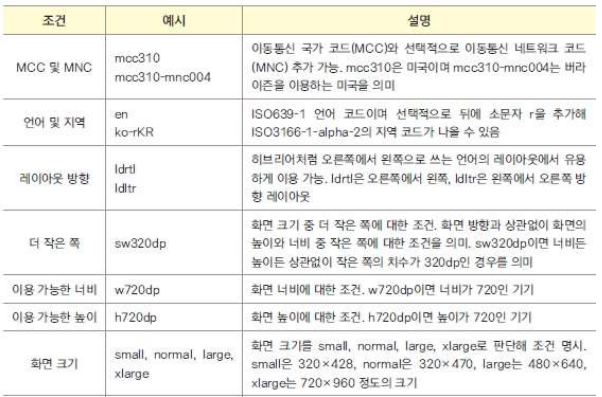 조건 예시 설명
MCC 및 MNC
mcc310
mcc310-mnc004
이동통신 국가 코드(MCC)와 선택적으로 이동통신 네트워크 코드
(MNC) 추가 가능. mcc310은 미국이며 mcc310-mnc004는 버라
이즌을 이용하는 미국을 의미
언어 및 지역
en
ko-rKR
ISO639-1 언어 코드이며 선택적으로 뒤에 소문자 r을 추가해
ISO3166-1-alpha-2의 지역 코드가 나올 수 있음
레이아웃 방향
ldrtl
ldltr
히브리어처럼 오른쪽에서 왼쪽으로 쓰는 언어의 레이아웃에서 유용
하게 이용 가능. ldrtl은 오른쪽에서 왼쪽, ldltr은 왼쪽에서 오른쪽 방
향 레이아웃
더 작은 쪽
sw320dp
화면 크기 중 더 작은 쪽에 대한 조건. 화면 방향과 상관없이 화면의
높이와 너비 중 작은 쪽에 대한 조건을 의미. sw320dp이면 너비든
높이든 상관없이 작은 쪽의 치수가 320dp인 경우를 의미
이용 가능한 너비 w720dp 화면 너비에 대한 조건. w720dp이면 너비가 720인 기기
이용 가능한 높이 h720dp 화면 높이에 대한 조건. h720dp이면 높이가 720인 기기
화면 크기
small, normal, large,
xlarge
화면 크기를 small, normal, large, xlarge로 판단해 조건 명시.
small은 320×428, normal은 320×470, large는 480×640,
xlarge는 720×960 정도의 크기